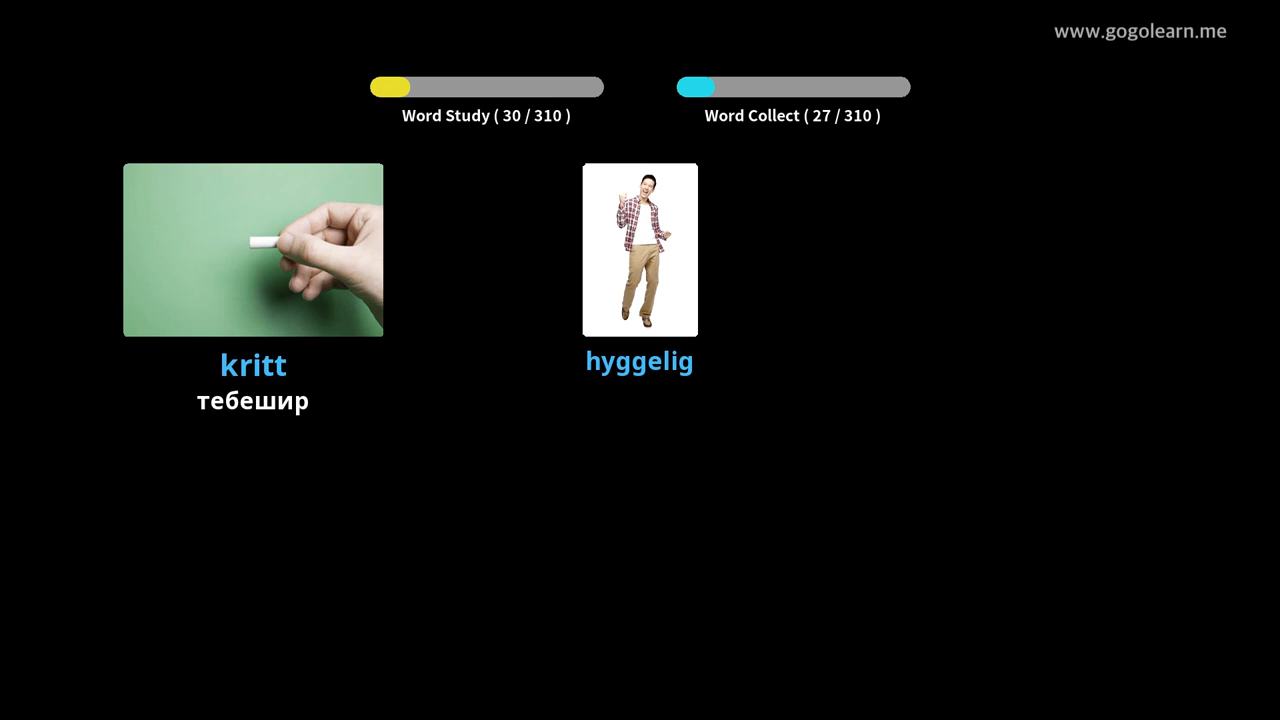 www.gogolearn.me
Word Study ( 30 / 310 )
Word Collect ( 27 / 310 )
kritt
тебешир
hyggelig